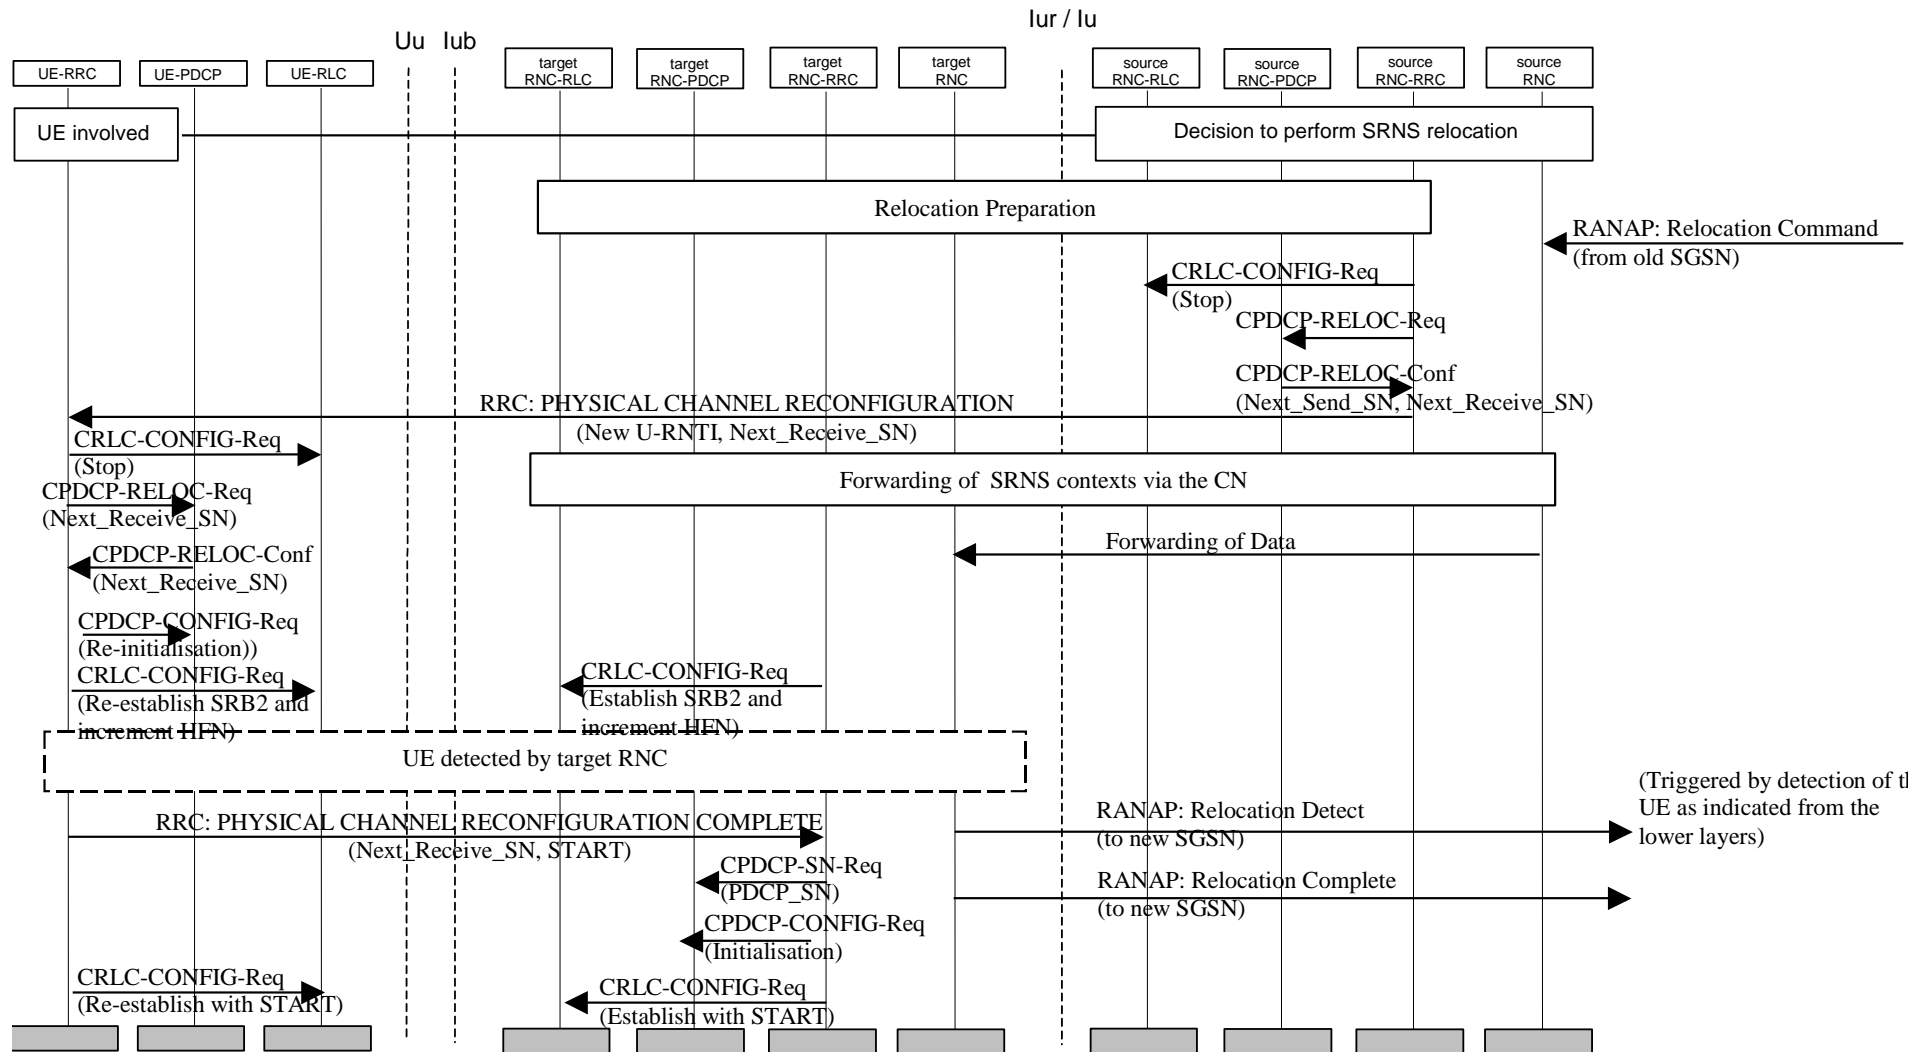 Iur / Iu
Uu
Iub
UE-RRC
UE-PDCP
UE-RLC
target
RNC-RLC
target
RNC-PDCP
target
RNC-RRC
target
RNC
source
RNC-RLC
source
RNC-PDCP
source
RNC-RRC
source
RNC
UE involved
Decision to perform SRNS relocation
Relocation Preparation
RANAP: Relocation Command
(from old SGSN)
CRLC-CONFIG-Req
(Stop)
CPDCP-RELOC-Req
CPDCP-RELOC-Conf
(Next_Send_SN, Next_Receive_SN)
RRC: PHYSICAL CHANNEL RECONFIGURATION
(New U-RNTI, Next_Receive_SN)
CRLC-CONFIG-Req
(Stop)
Forwarding of SRNS contexts via the CN
CPDCP-RELOC-Req
(Next_Receive_SN)
Forwarding of Data
CPDCP-RELOC-Conf
(Next_Receive_SN)
CPDCP-CONFIG-Req
(Re-initialisation))
CRLC-CONFIG-Req
(Re-establish SRB2 and
increment HFN)
CRLC-CONFIG-Req
(Establish SRB2 and
increment HFN)
UE detected by target RNC
(Triggered by detection of th
UE as indicated from the
lower layers)
RRC: PHYSICAL CHANNEL RECONFIGURATION COMPLETE
(Next_Receive_SN, START)
RANAP: Relocation Detect
(to new SGSN)
CPDCP-SN-Req
(PDCP_SN)
RANAP: Relocation Complete
(to new SGSN)
CPDCP-CONFIG-Req
(Initialisation)
CRLC-CONFIG-Req
(Re-establish with START)
CRLC-CONFIG-Req
(Establish with START)